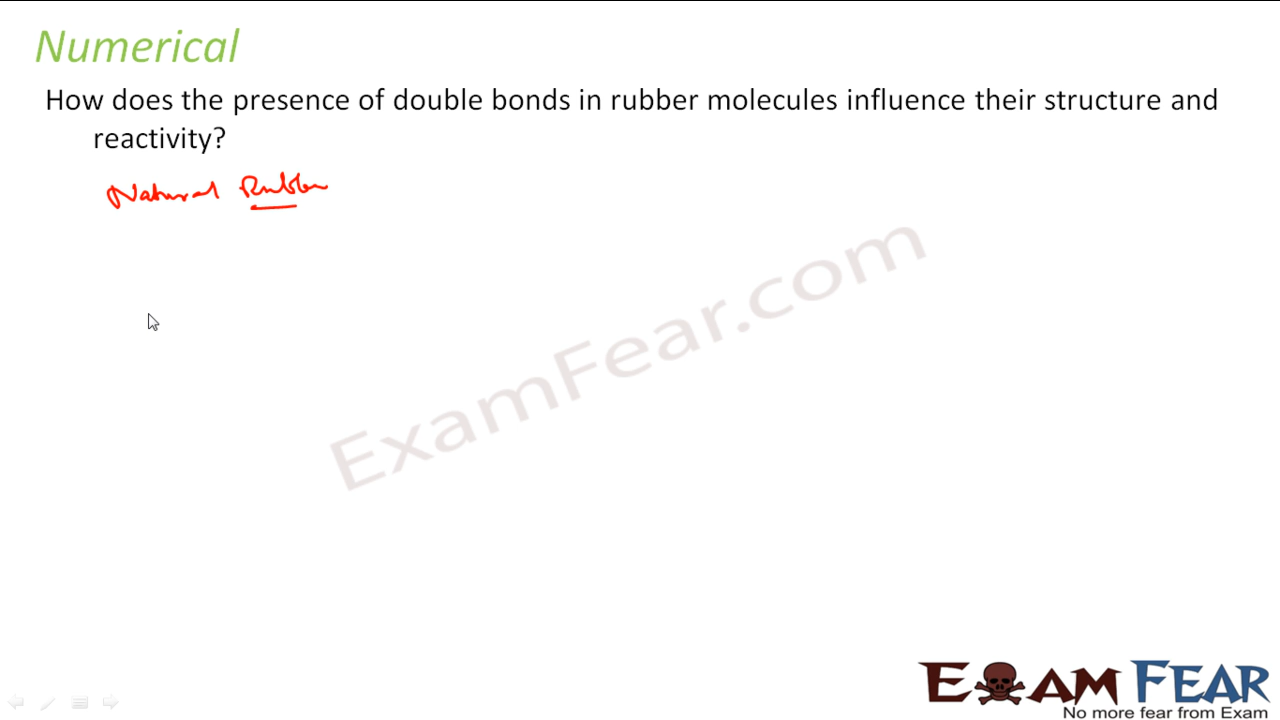 Numerical
How does the presence of double bonds in rubber molecules influence their structure and
reactivity?
Natural Rubber
ExamFear.com
EXAM FEAR
No more fear from Exam